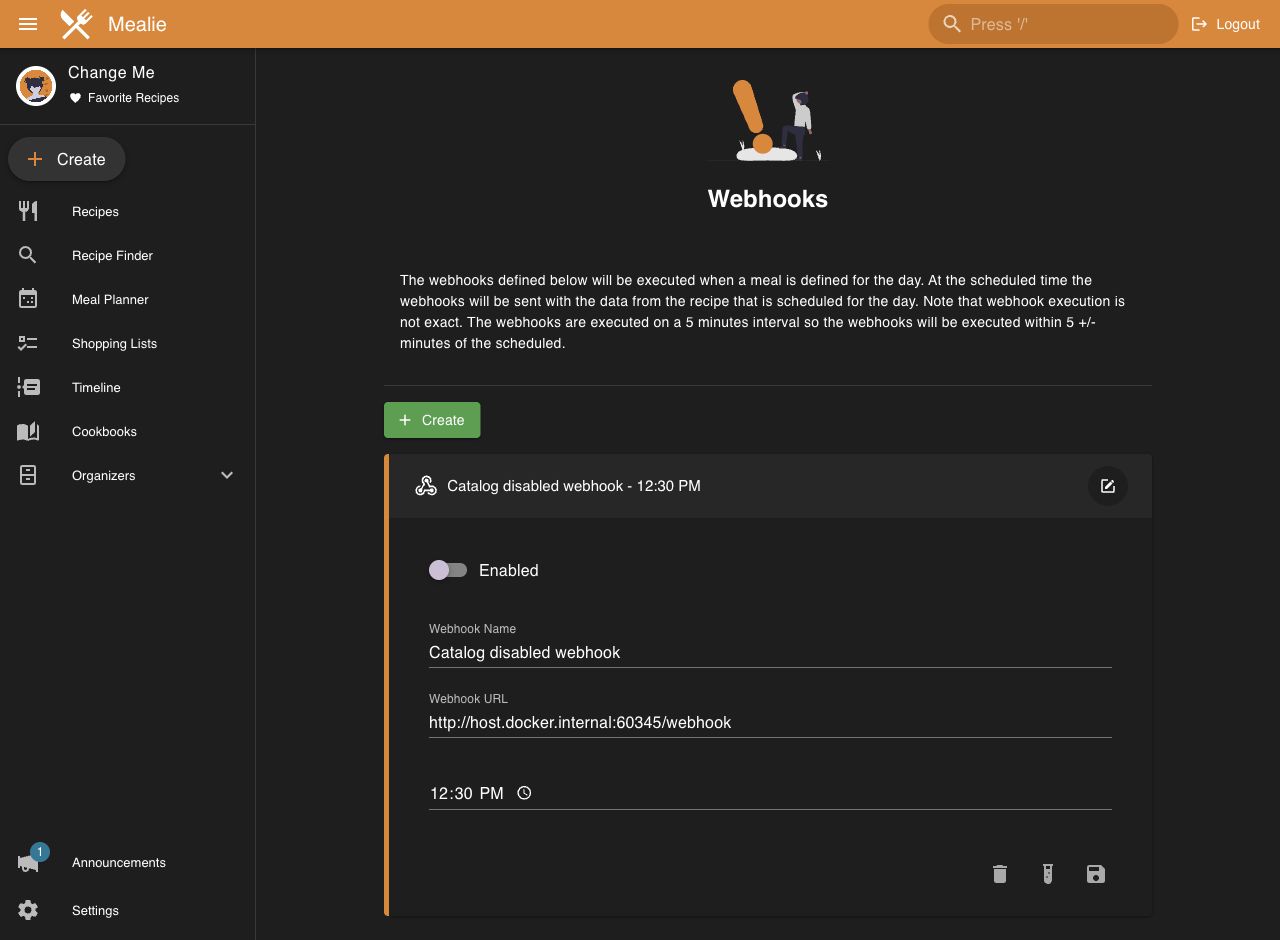 Mealie
Press '/'
Logout
Change Me
Favorite Recipes
Create
Recipes
Recipe Finder
Meal Planner
Shopping Lists
Timeline
Cookbooks
Organizers
1
Announcements
Settings
Webhooks
The webhooks defined below will be executed when a meal is defined for the day. At the scheduled time the
webhooks will be sent with the data from the recipe that is scheduled for the day. Note that webhook execution is
not exact. The webhooks are executed on a 5 minutes interval so the webhooks will be executed within 5 +/-
minutes of the scheduled.
Create
Catalog disabled webhook - 12:30 PM
Enabled
Webhook Name
Catalog disabled webhook
Webhook URL
http://host.docker.internal:60345/webhook
12:30 PM